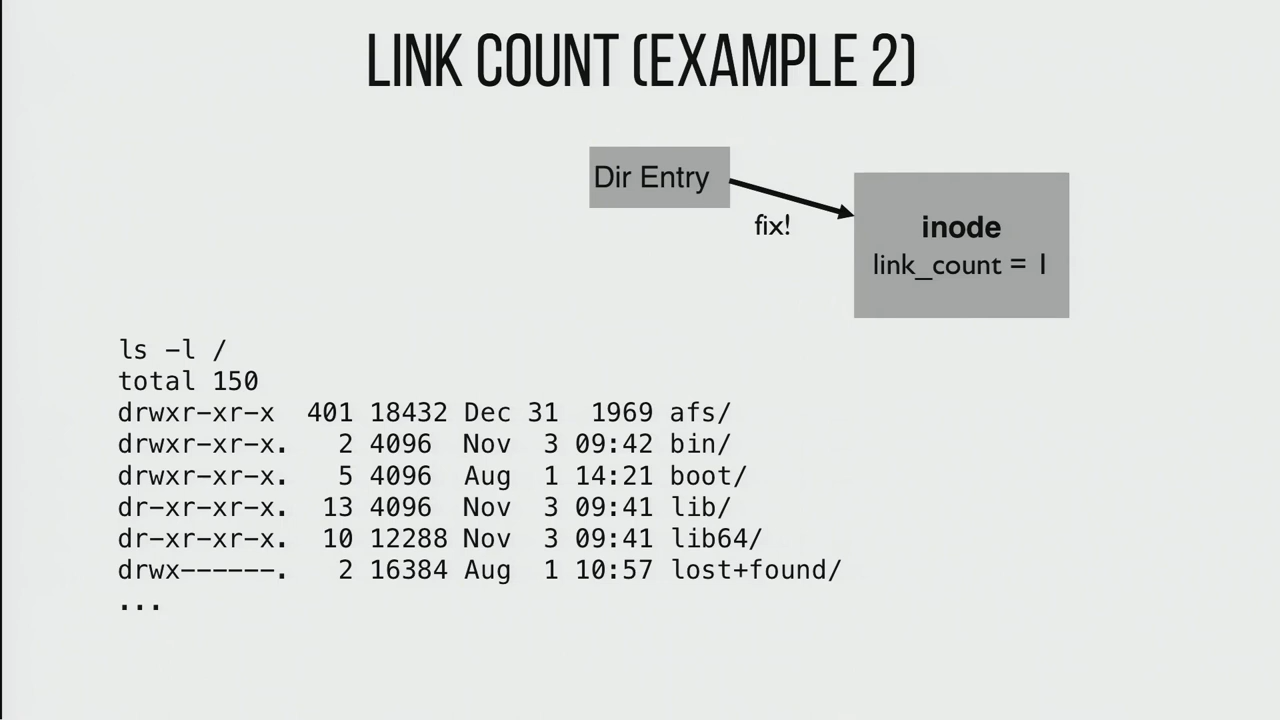 LINK COUNT (EXAMPLE 2)
Dir Entry
fix!
inode
link_count = 1
ls -l /
total 150
drwxr-xr-x  401 18432 Dec 31  1969 afs/
drwxr-xr-x.   2 4096  Nov  3 09:42 bin/
drwxr-xr-x.   5 4096  Aug  1 14:21 boot/
dr-xr-xr-x.  13 4096  Nov  3 09:41 lib/
dr-xr-xr-x.  10 12288 Nov  3 09:41 lib64/
drwx------.   2 16384 Aug  1 10:57 lost+found/
...